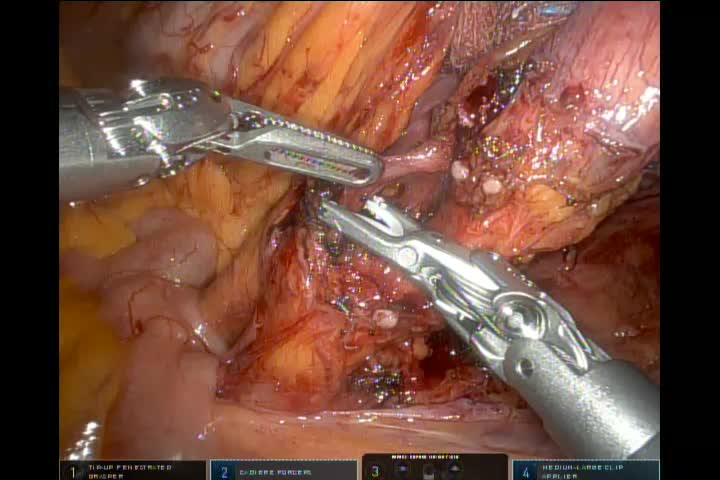 1 TIP-UP FENESTRATED GRASPER
2 CADIERE FORCEPS
3
4 MEDIUM-LARGE CLIP APPLIER